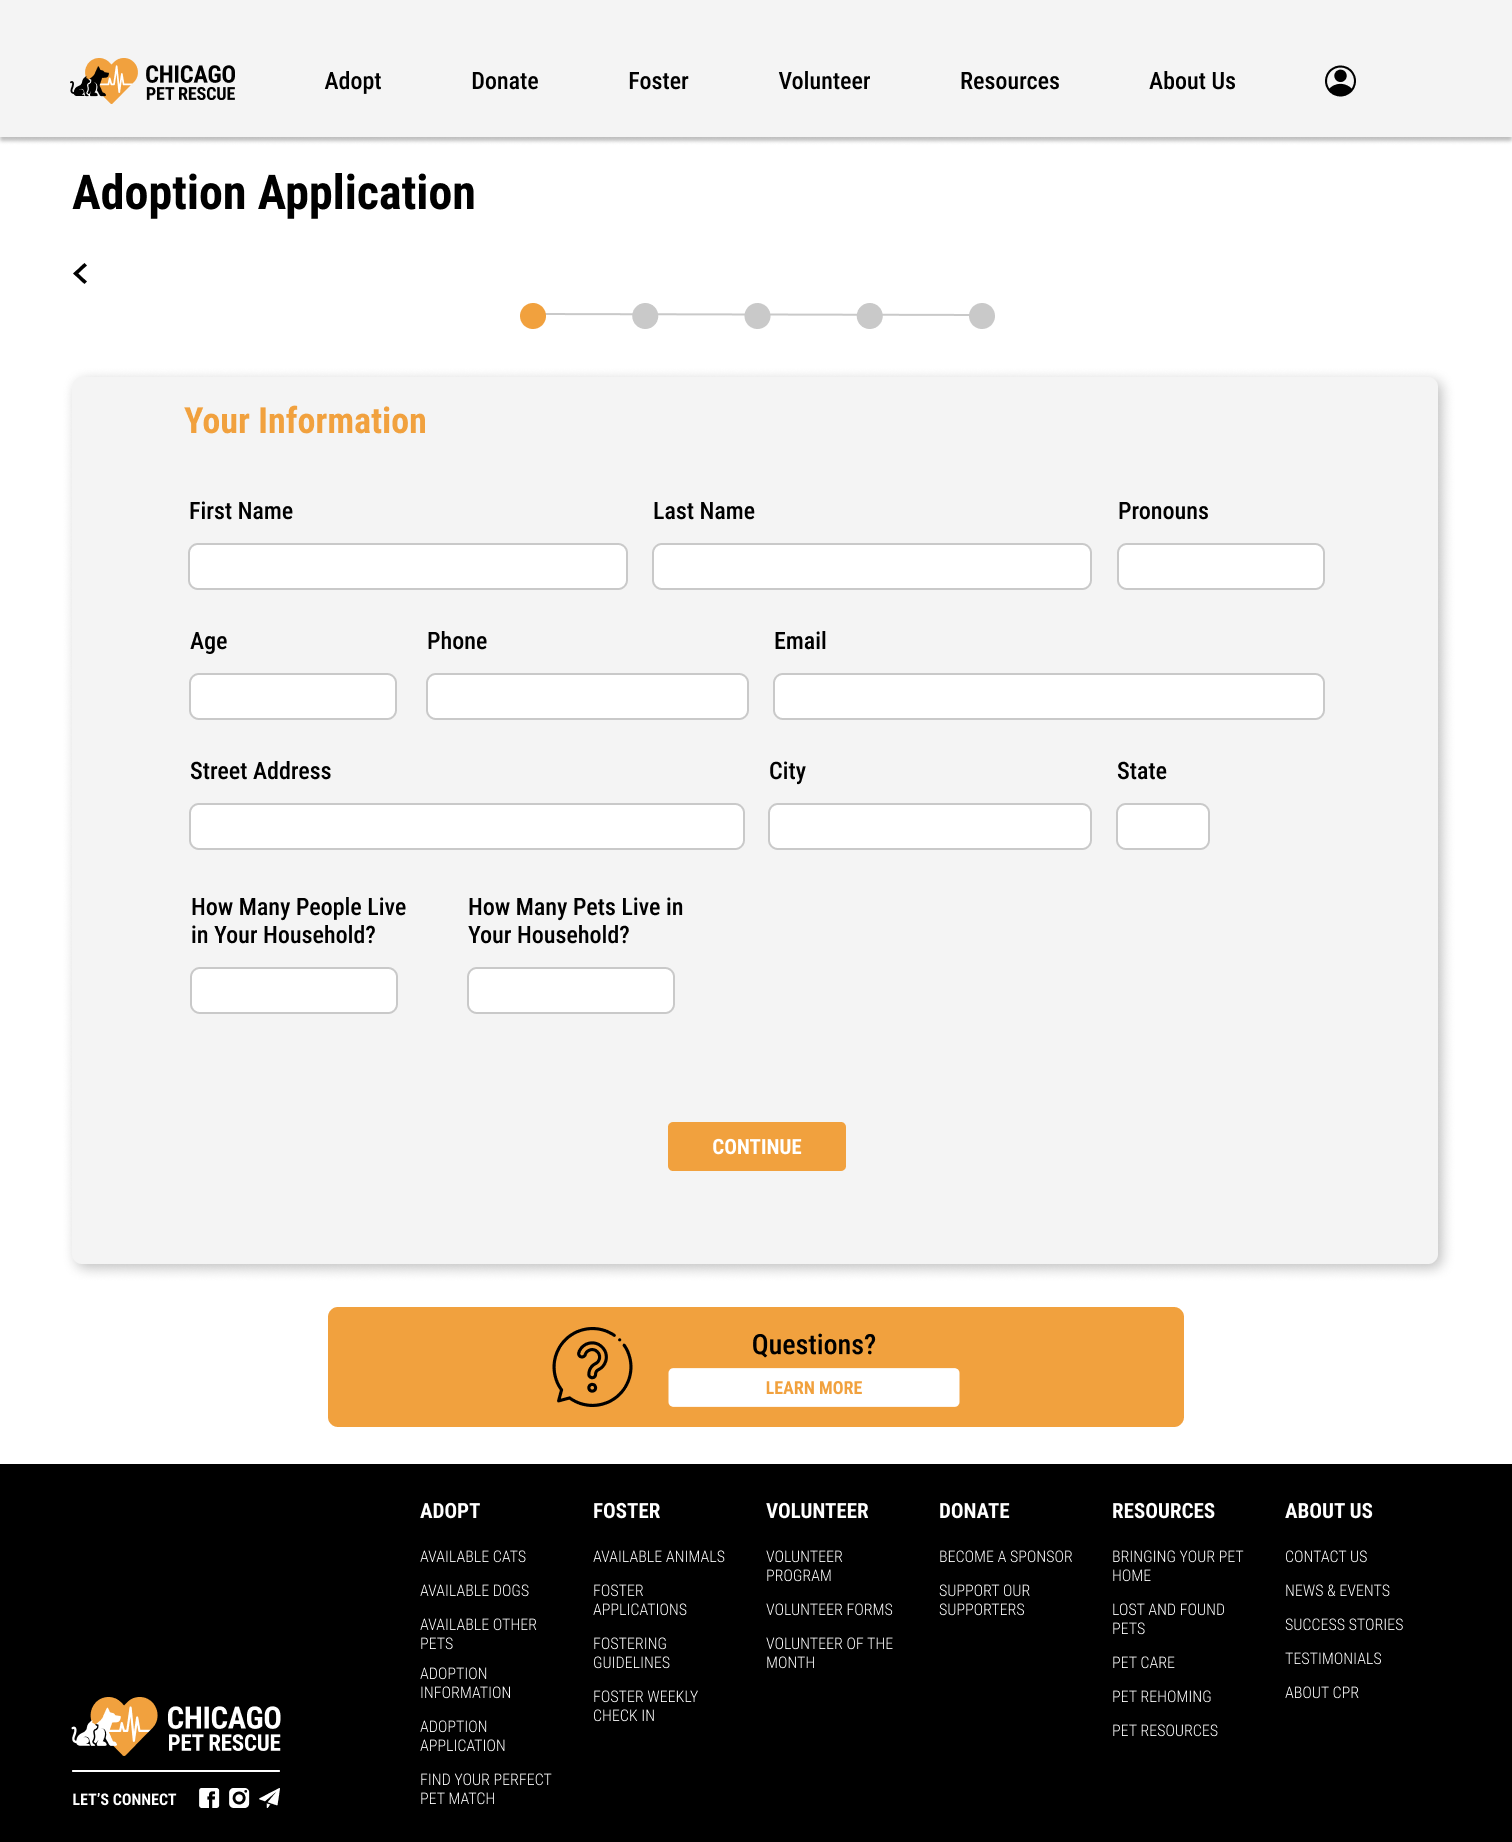 CHICAGO
PET RESCUE
Adopt
Donate
Foster
Volunteer
Resources
About Us
Adoption Application
Your Information
First Name
Last Name
Pronouns
Age
Phone
Email
Street Address
City
State
How Many People Live
in Your Household?
How Many Pets Live in
Your Household?
CONTINUE
Questions?
LEARN MORE
ADOPT
AVAILABLE CATS
AVAILABLE DOGS
AVAILABLE OTHER
PETS
ADOPTION
INFORMATION
ADOPTION
APPLICATION
FIND YOUR PERFECT
PET MATCH
FOSTER
AVAILABLE ANIMALS
FOSTER
APPLICATIONS
FOSTERING
GUIDELINES
FOSTER WEEKLY
CHECK IN
VOLUNTEER
VOLUNTEER
PROGRAM
VOLUNTEER FORMS
VOLUNTEER OF THE
MONTH
DONATE
BECOME A SPONSOR
SUPPORT OUR
SUPPORTERS
RESOURCES
BRINGING YOUR PET
HOME
LOST AND FOUND
PETS
PET CARE
PET REHOMING
PET RESOURCES
ABOUT US
CONTACT US
NEWS & EVENTS
SUCCESS STORIES
TESTIMONIALS
ABOUT CPR
CHICAGO
PET RESCUE
LET'S CONNECT